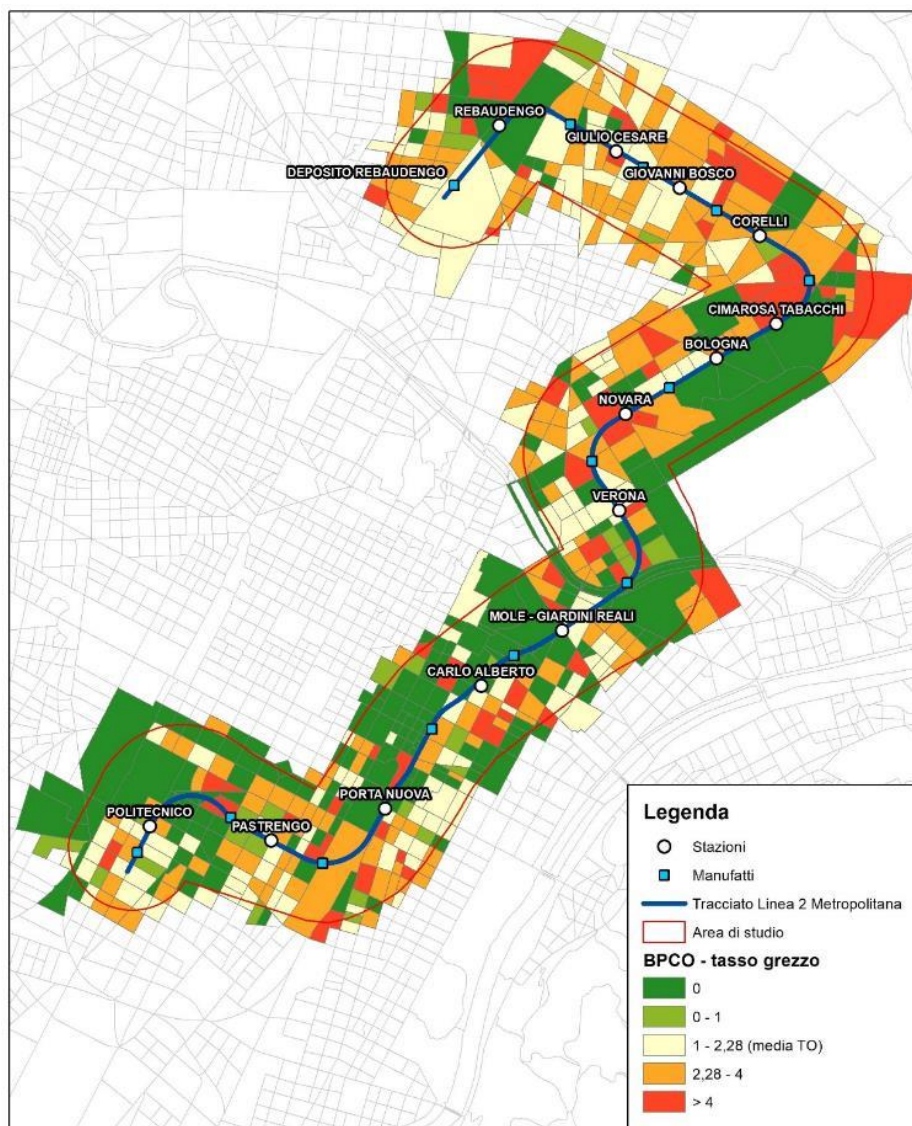 REBAUDENGO
GIULIO CESARE
DEPOSITO REBAUDENGO
GIOVANNI BOSCO
CORELLI
CIMAROSA TABACCHI
BOLOGNA
NOVARA
VERONA
MOLE - GIARDINI REALI
CARLO ALBERTO
PORTA NUOVA
POLITECNICO
PASTRENGO
Legenda
Stazioni
Manufatti
Tracciato Linea 2 Metropolitana
Area di studio
BPCO - tasso grezzo
0
0 - 1
1 - 2,28 (media TO)
2,28 - 4
> 4